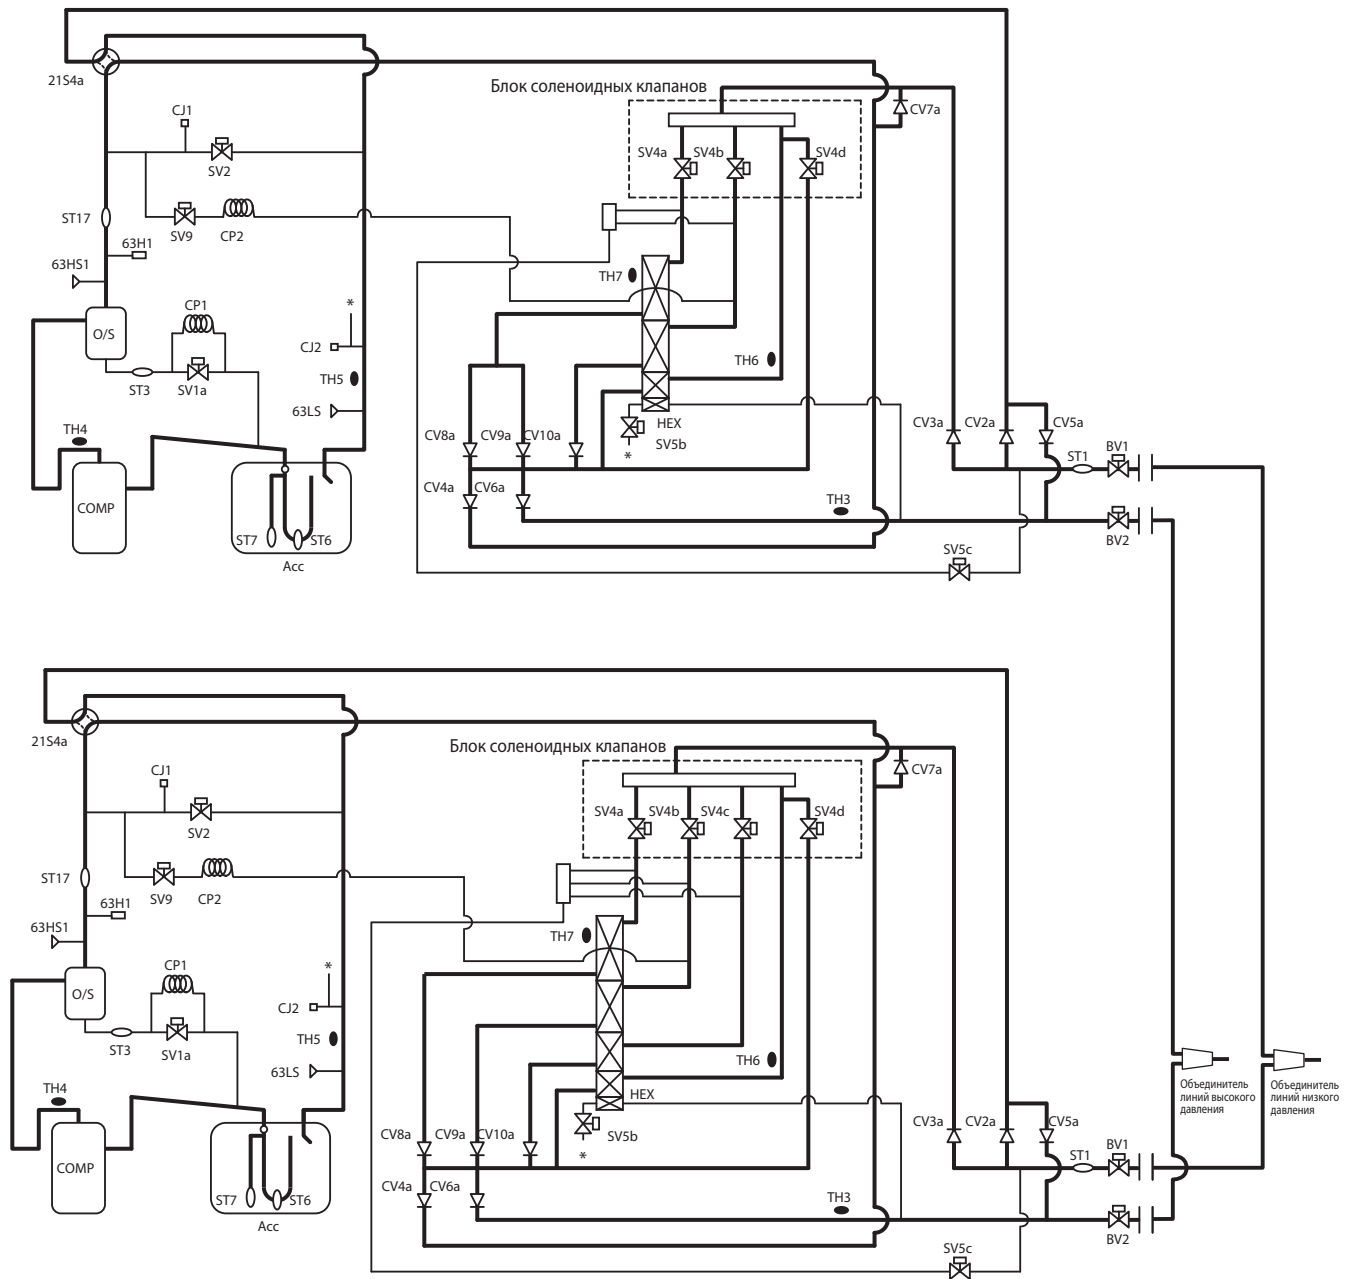 21S4a
Блок соленоидных клапанов
CJ1
CV7a
SV4a
SV4b
SV4d
SV2
ST17
SV9
CP2
63H1
63HS1
TH7
CP1
*
O/S
CJ2
TH6
ST3
SV1a
TH5
63LS
HEX
CV3a
CV2a
CV5a
TH4
CV8a
CV9a
CV10a
SV5b
*
BV1
ST1
CV4a
CV6a
TH3
COMP
ST7
ST6
BV2
SV5c
Acc
21S4a
Блок соленоидных клапанов
CJ1
CV7a
SV4a
SV4b
SV4c
SV4d
SV2
ST17
SV9
CP2
63H1
63HS1
TH7
CP1
*
O/S
CJ2
TH5
TH6
ST3
SV1a
63LS
Объединитель
линий высокого
давления
Объединитель
линий низкого
давления
TH4
HEX
CV3a
CV2a
CV5a
CV8a
CV9a
CV10a
SV5b
*
BV1
ST1
COMP
CV4a
CV6a
TH3
ST7
ST6
Acc
BV2
SV5c